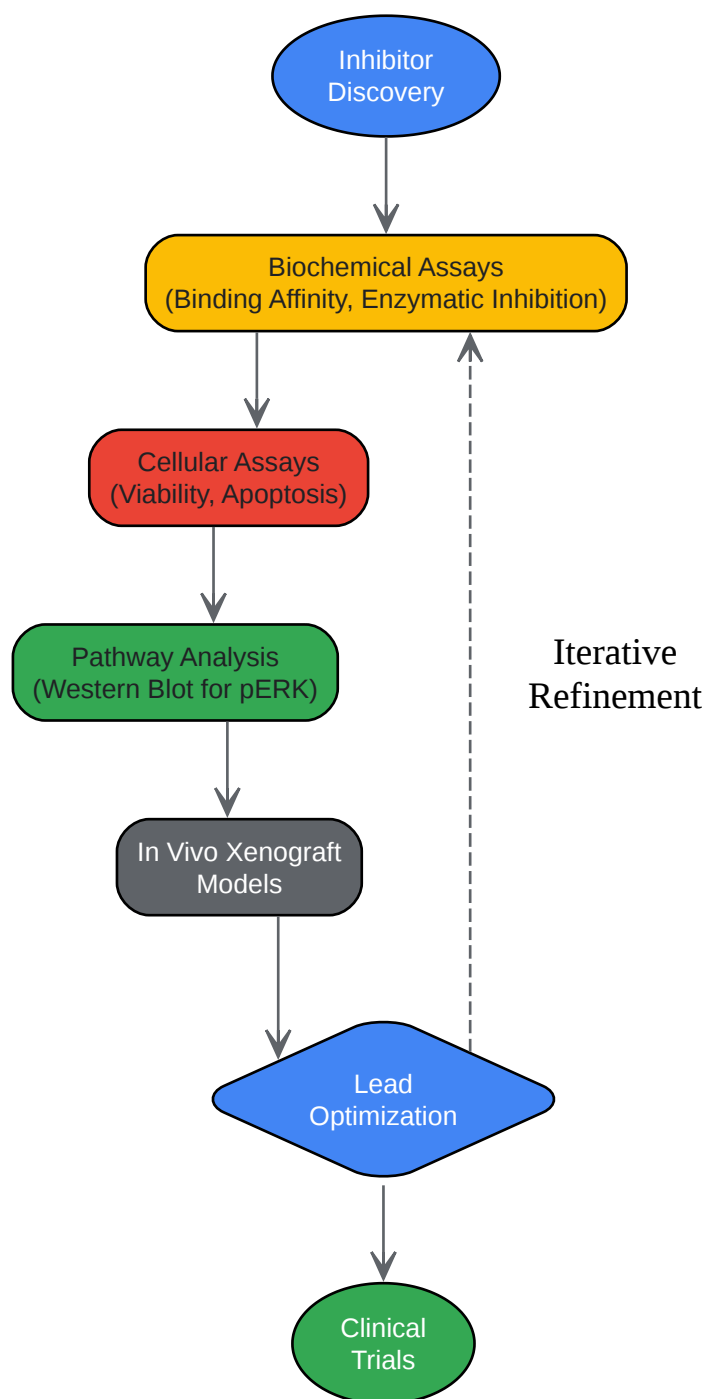 Inhibitor
Discovery
Biochemical Assays
(Binding Affinity, Enzymatic Inhibition)
Cellular Assays
(Viability, Apoptosis)
Pathway Analysis
(Western Blot for pERK)
Iterative
Refinement
In Vivo Xenograft
Models
Lead
Optimization
Clinical
Trials